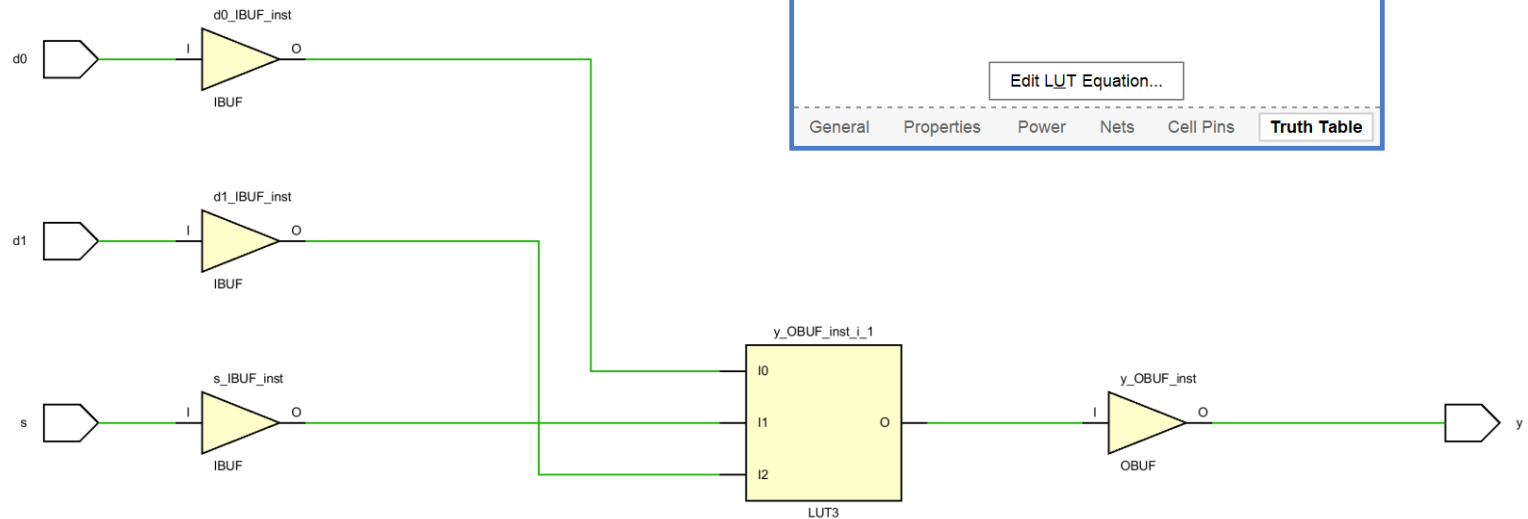 d0_IBUF_inst
d0
I
O
IBUF
Edit LUT Equation...
General Properties Power Nets Cell Pins Truth Table
d1_IBUF_inst
d1
I
O
IBUF
s_IBUF_inst
s
I
O
IBUF
y_OBUF_inst_i_1
I0
I1
I2
O
LUT3
y_OBUF_inst
I
O
OBUF
y